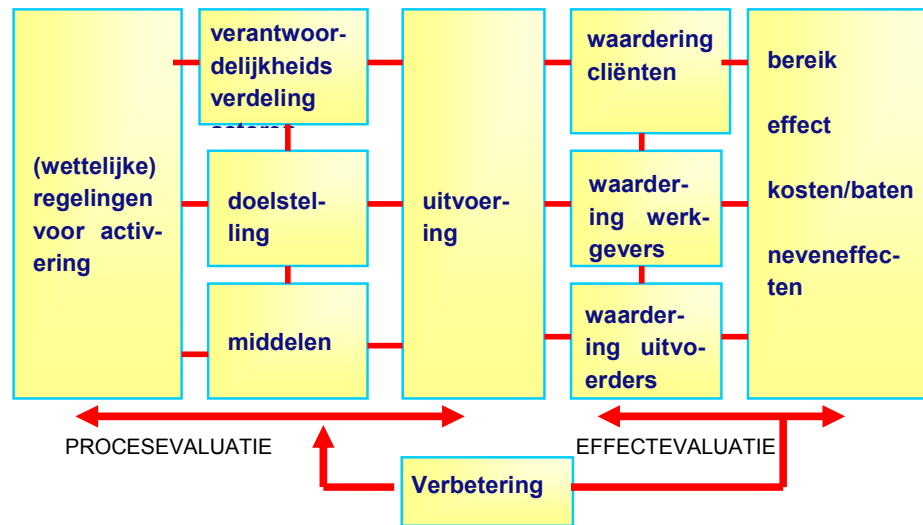 (wettelijke)
regelingen
voor activ-
ering
verantwoor-
delijkheids
verdeling
doelstel-
ling
middelen
uitvoer-
ing
waardering
cliënten
waarder-
ing werk-
gevers
waarder-
ing uitvo-
erders
bereik
effect
kosten/baten
neveneffec-
ten
PROCESEVALUATIE
EFFECTEVALUATIE
Verbetering